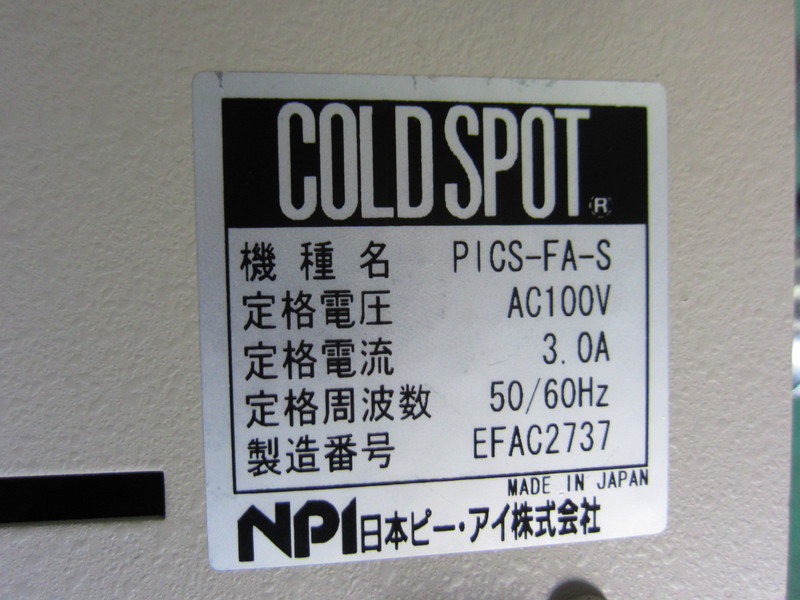 COLD SPOT ®
機種名 PICS-FA-S
定格電圧 AC100V
定格電流 3.0A
定格周波数 50/60Hz
製造番号 EFAC2737
MADE IN JAPAN
NPI日本ピー・アイ株式会社